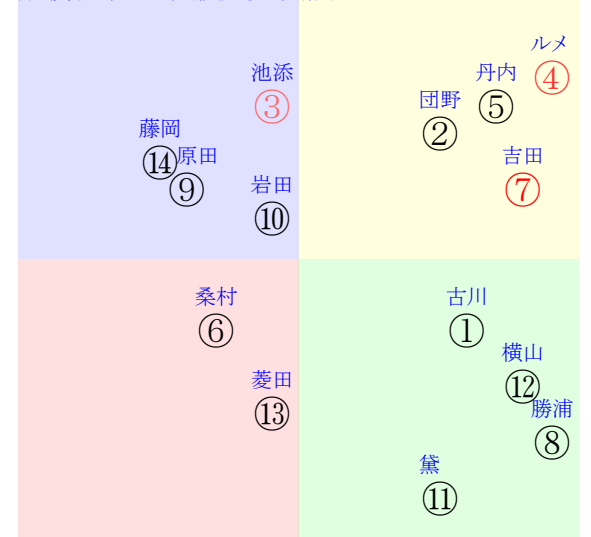 ルメ
④
池添
③
丹内
⑤
団野
②
藤岡
⑭
原田
⑨
岩田
⑩
吉田
⑦
桑村
⑥
古川
①
横山
⑫
菱田
⑬
勝浦
⑧
黛
⑪